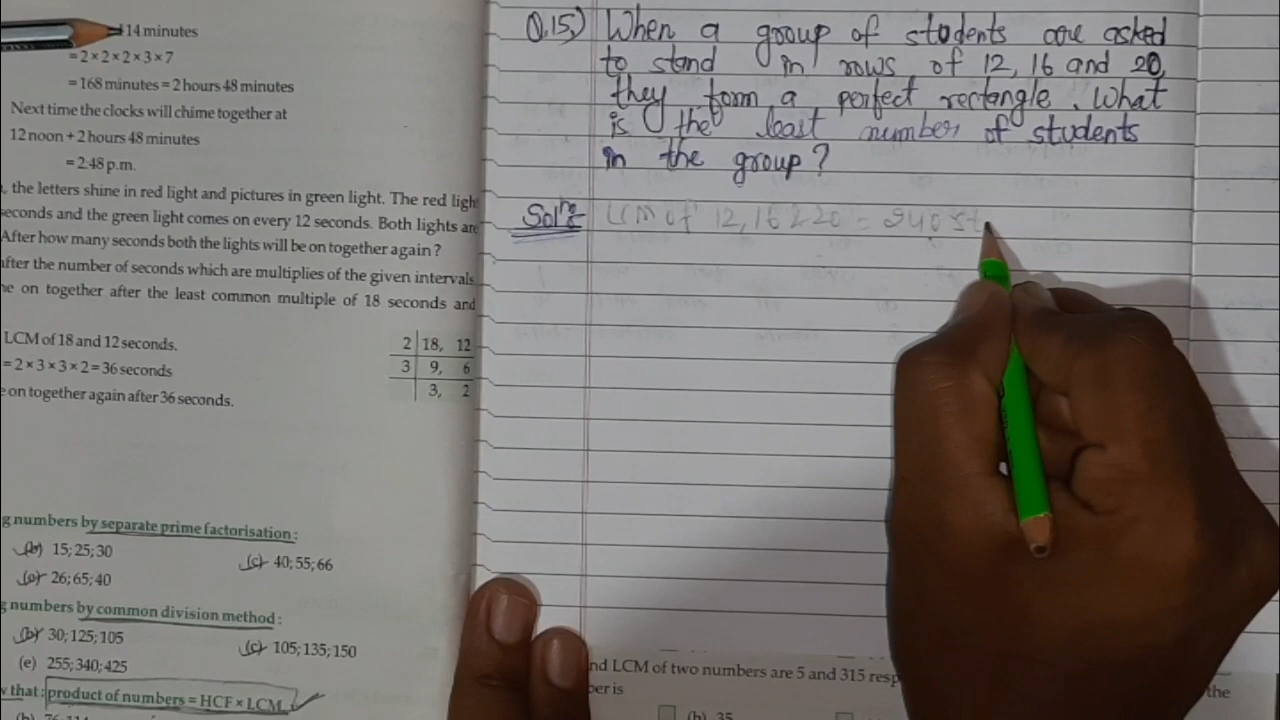 14 minutes
= 2 × 2 × 2 × 3 × 7
= 168 minutes = 2 hours 48 minutes
Next time the clocks will chime together at
12 noon + 2 hours 48 minutes
= 2:48 p.m.
, the letters shine in red light and pictures in green light. The red ligh
seconds and the green light comes on every 12 seconds. Both lights are
After how many seconds both the lights will be on together again ?
after the number of seconds which are multiplies of the given intervals
e on together after the least common multiple of 18 seconds and
LCM of 18 and 12 seconds.
= 2 × 3 × 3 × 2 = 36 seconds
e on together again after 36 seconds.
2 18, 12
3 9, 6
3, 2
g numbers by separate prime factorisation :
(b) 15; 25; 30
(c) 40; 55; 66
(e) 26; 65; 40
g numbers by common division method :
(b) 30; 125; 105
(c) 105; 135; 150
(e) 255; 340; 425
w that : product of numbers = HCF × LCM
Q.15) When a group of students are asked
to stand in rows of 12, 16 and 20,
they form a perfect rectangle. What
is the least number of students
in the group?
Solⁿ: LCM of 12, 16 & 20 = 240 st
nd LCM of two numbers are 5 and 315 resp
ber is
the
(b) 35